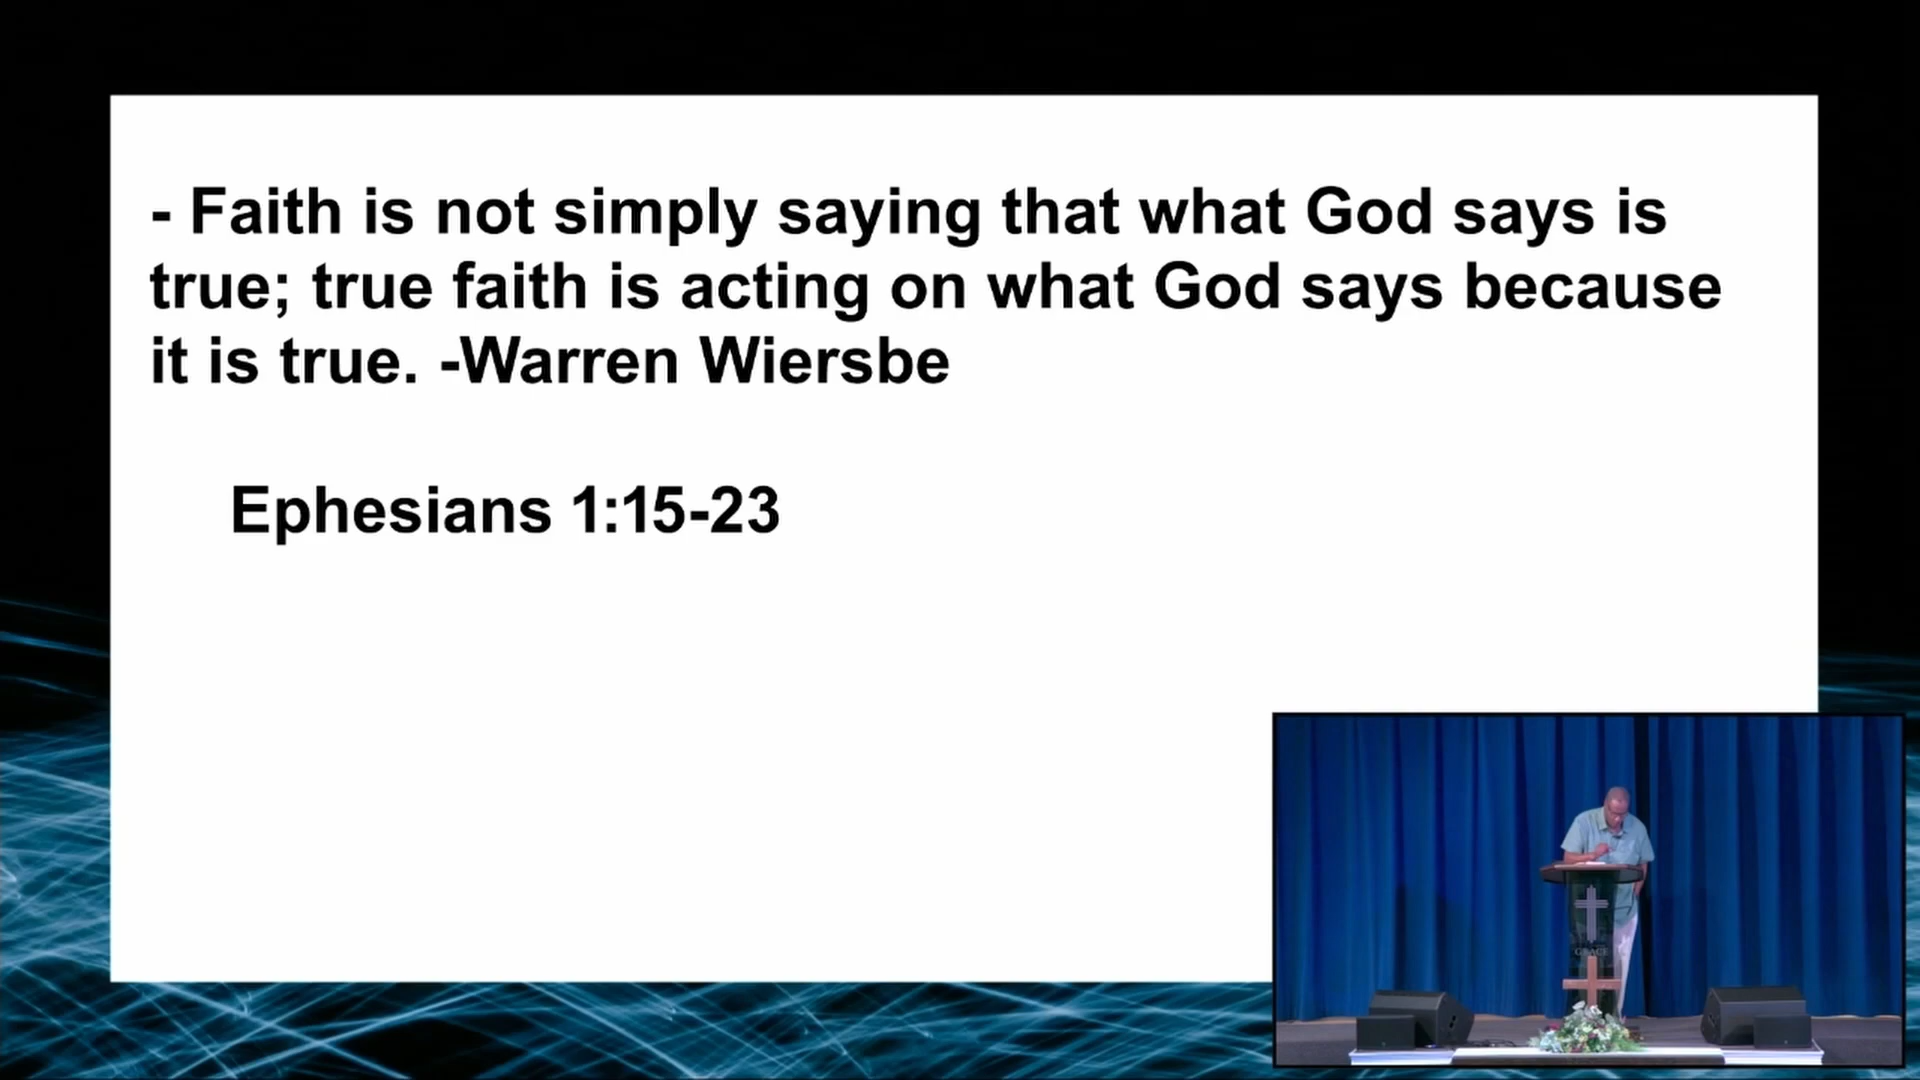 - Faith is not simply saying that what God says is
true; true faith is acting on what God says because
it is true. -Warren Wiersbe
Ephesians 1:15-23
GRACE